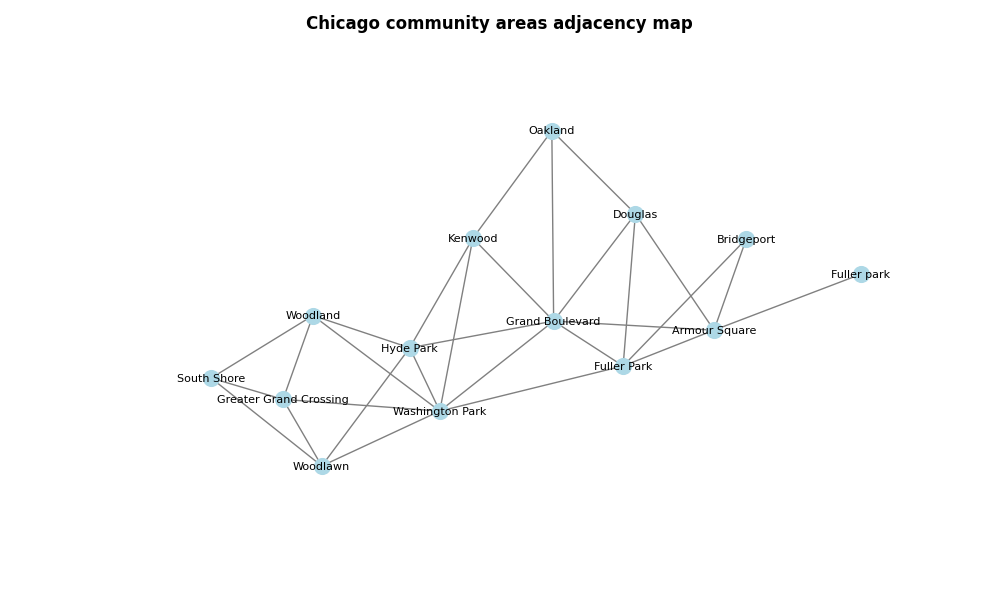 Chicago community areas adjacency map
Oakland
Douglas
Kenwood
Bridgeport
Fuller park
Woodland
Grand Boulevard
Armour Square
Hyde Park
Fuller Park
South Shore
Greater Grand Crossing
Washington Park
Woodlawn